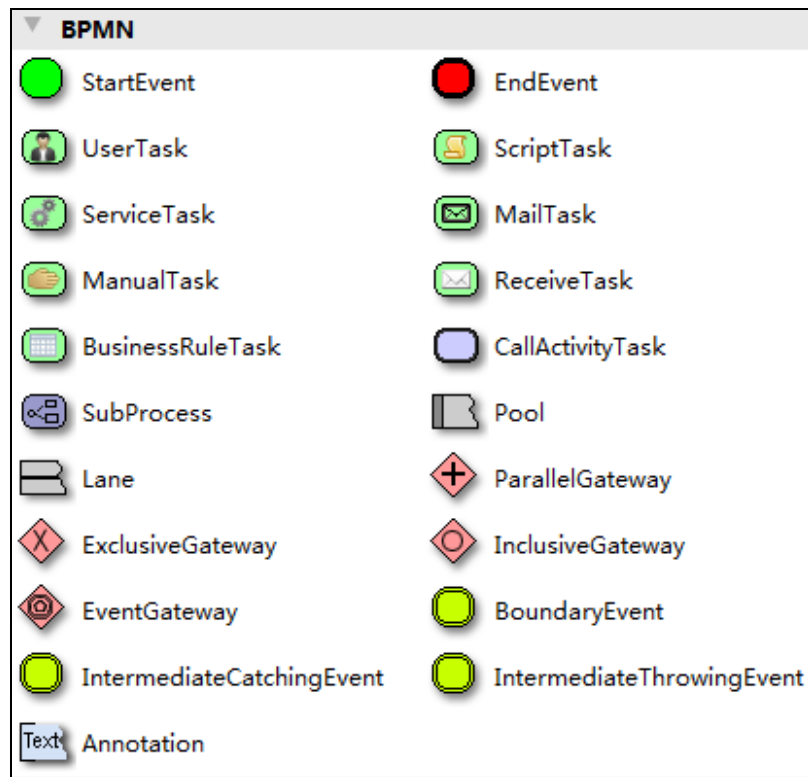 BPMN
StartEvent EndEvent
UserTask ScriptTask
ServiceTask MailTask
ManualTask ReceiveTask
BusinessRuleTask CallActivityTask
SubProcess Pool
Lane ParallelGateway
X ExclusiveGateway InclusiveGateway
EventGateway BoundaryEvent
IntermediateCatchingEvent IntermediateThrowingEvent
Text Annotation